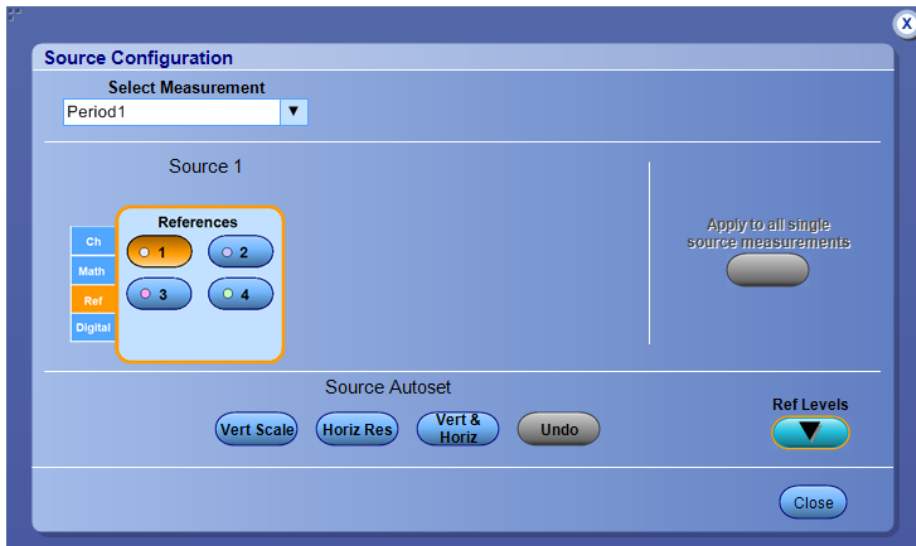 X
Source Configuration
Select Measurement
Period1
Source 1
Ch
Math
Ref
Digital
References
1
2
3
4
Apply to all single
source measurements
Source Autoset
Vert Scale
Horiz Res
Vert &
Horiz
Undo
Ref Levels
Close